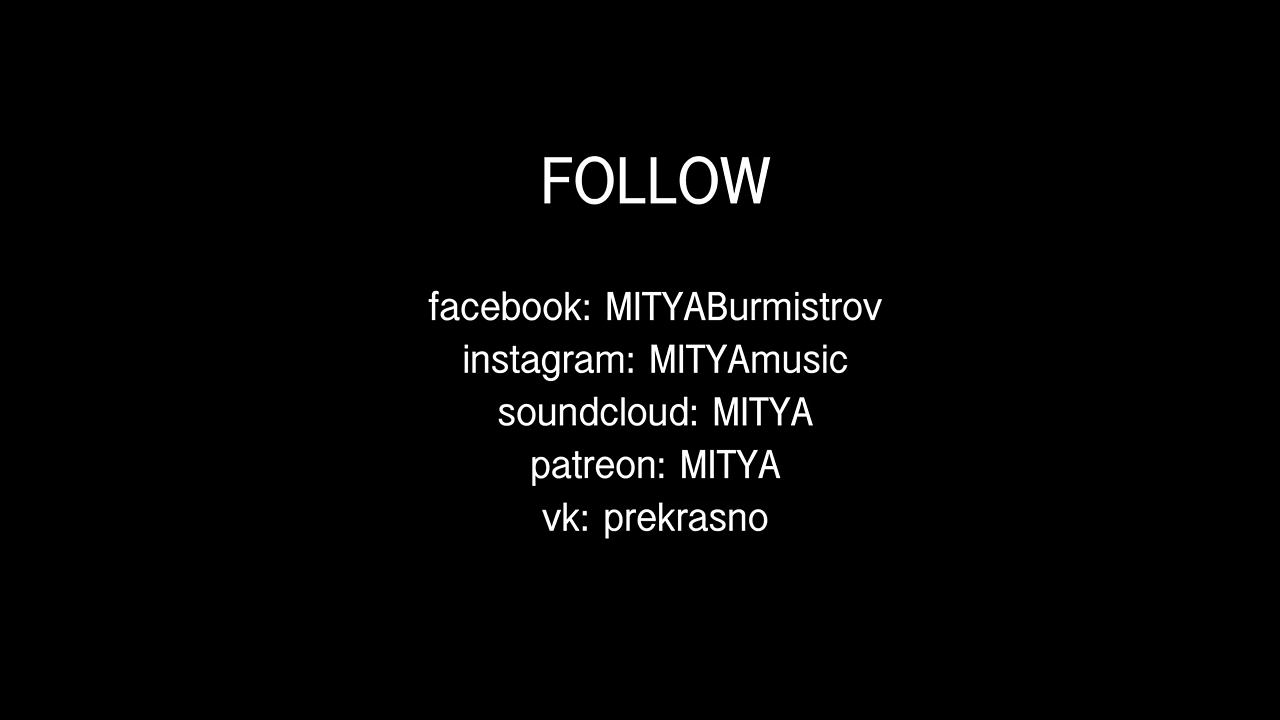 FOLLOW
facebook: MITYABurmistrov
instagram: MITYAmusic
soundcloud: MITYA
patreon: MITYA
vk: prekrasno